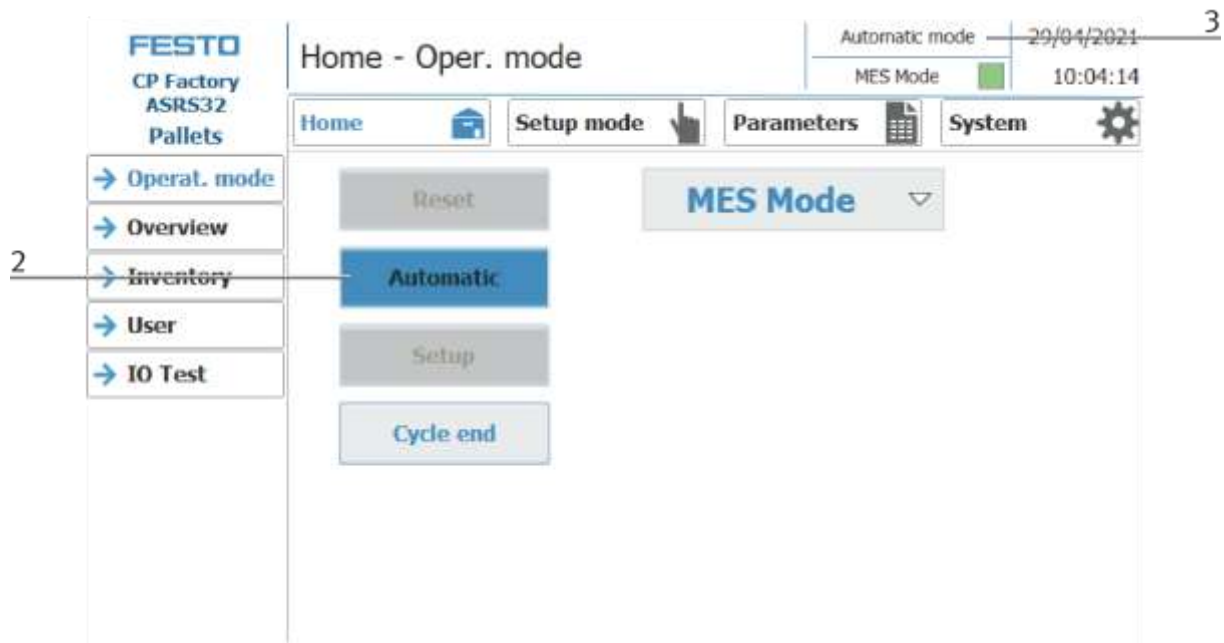 FESTO
CP Factory
ASRS32
Pallets
Home - Oper. mode
Automatic mode
29/04/2021
3
MES Mode
10:04:14
Home
Setup mode
Parameters
System
Operat. mode
Overview
Inventory
User
IO Test
2
Reset
Automatic
Setup
Cycle end
MES Mode